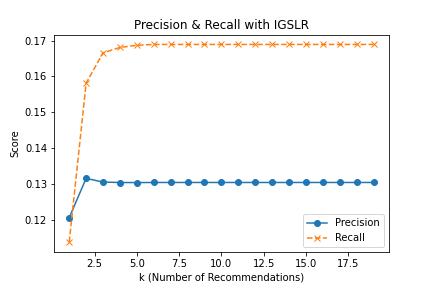 Precision & Recall with IGSLR
0.17
0.16
0.15
0.14
0.13
0.12
Score
2.5 5.0 7.5 10.0 12.5 15.0 17.5
k (Number of Recommendations)
Precision
Recall